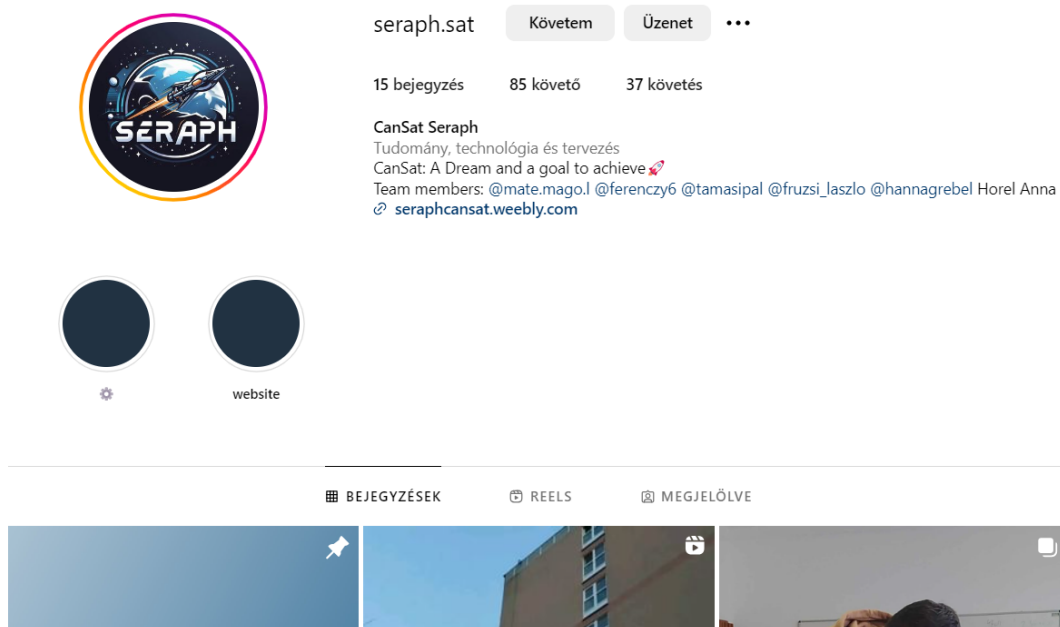 seraph.sat Követem Üzenet
SERAPH
15 bejegyzés 85 követő 37 követés
CanSat Seraph
Tudomány, technológia és tervezés
CanSat: A Dream and a goal to achieve🚀
Team members: @mate.mago.l @ferenczy6 @tamasipal @fruzsi_laszlo @hannagrebel Horel Anna
seraphcansat.weebly.com
website
BEJEGYZÉSEK REELS MEGJELÖLVE